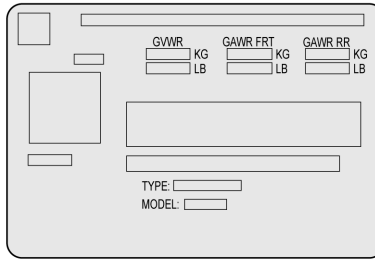 GVWR GAWR FRT GAWR RR
KG KG KG
LB LB LB
TYPE:
MODEL: